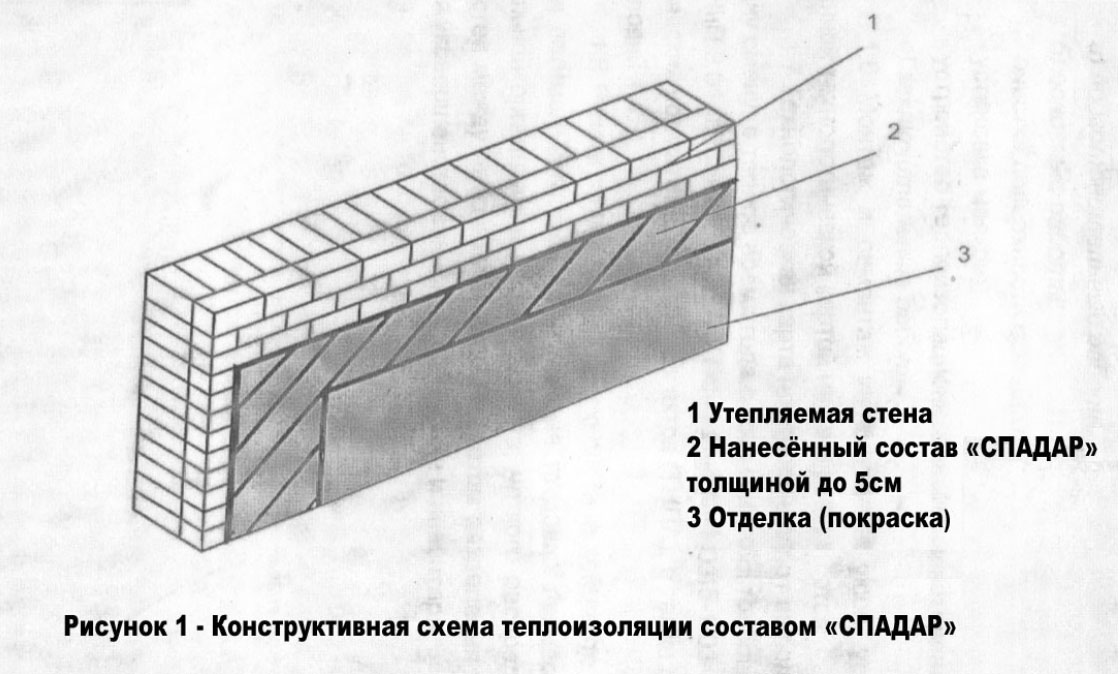 1
2
3
1 Утепляемая стена
2 Нанесённый состав «СПАДАР»
толщиной до 5см
3 Отделка (покраска)
Рисунок 1 - Конструктивная схема теплоизоляции составом «СПАДАР»